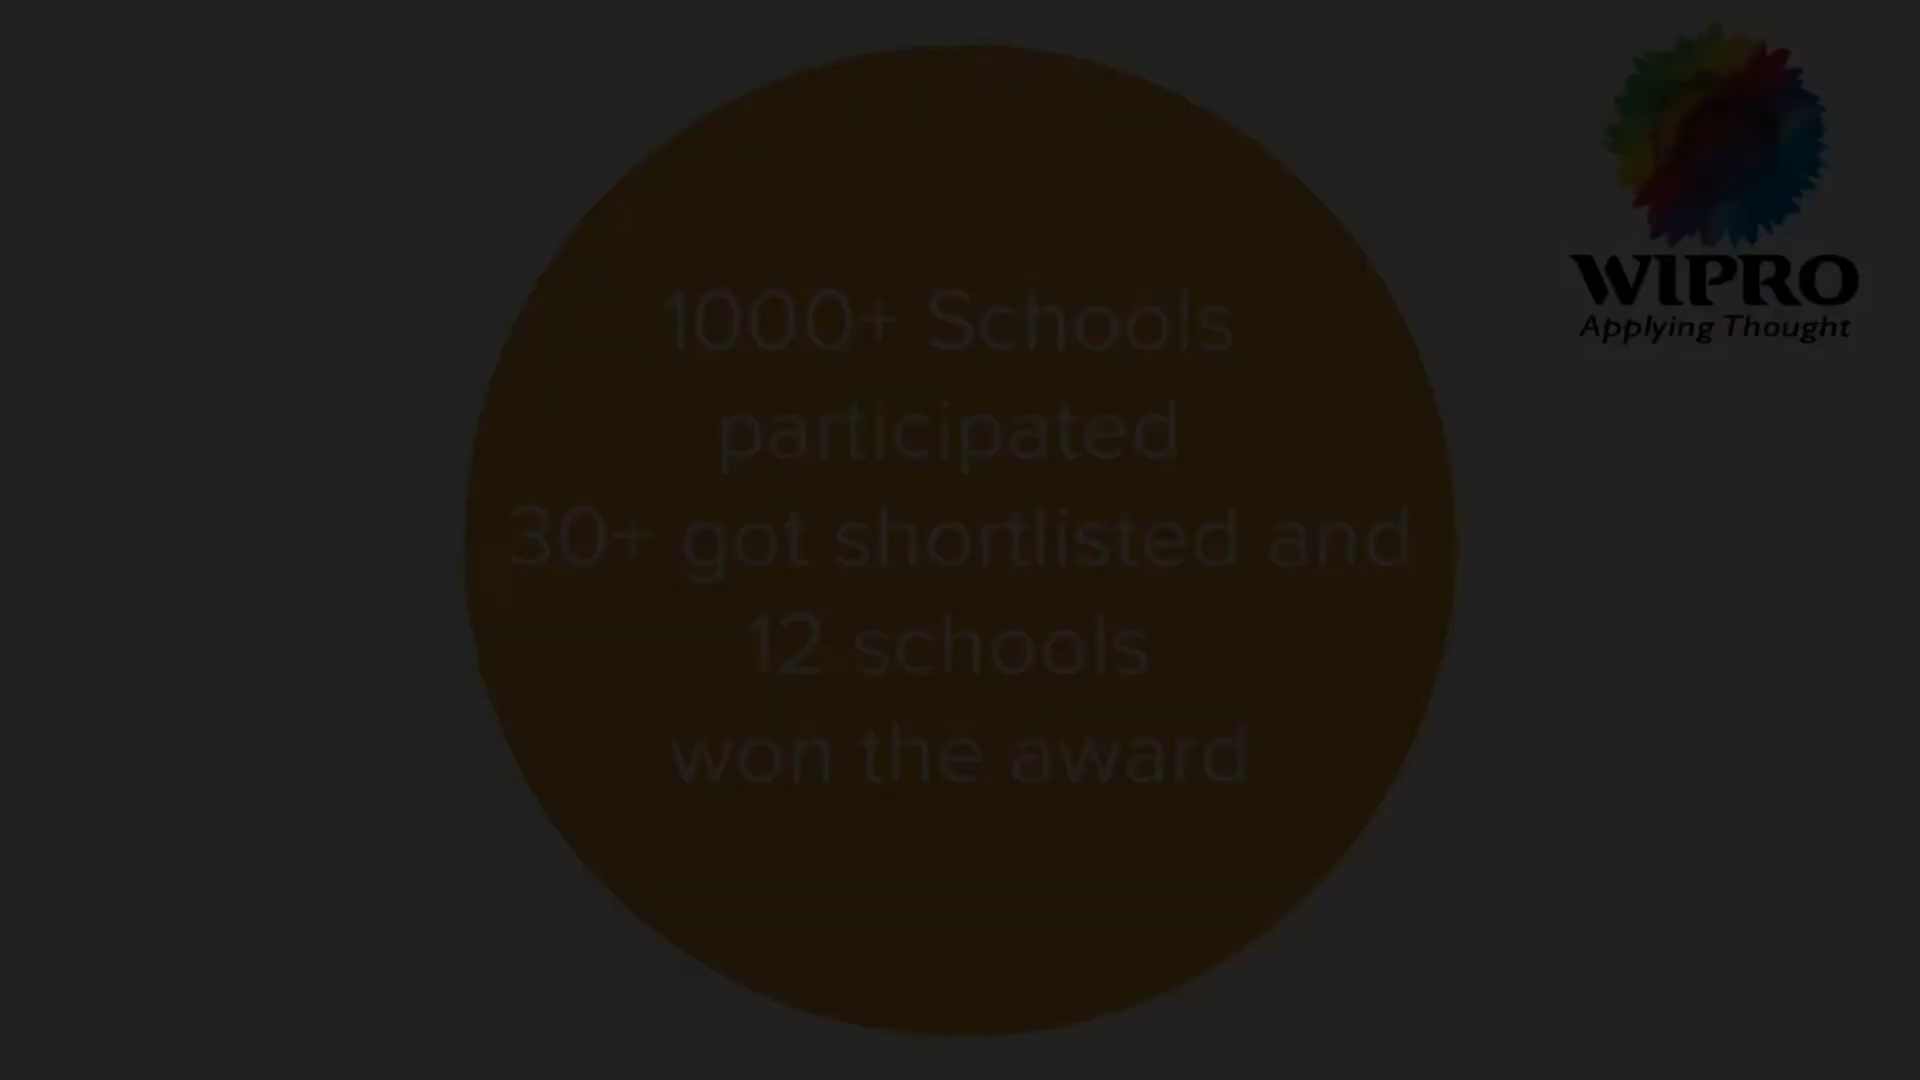 WIPRO
Applying Thought
1000+ Schools
participated
30+ got shortlisted and
12 schools
won the award